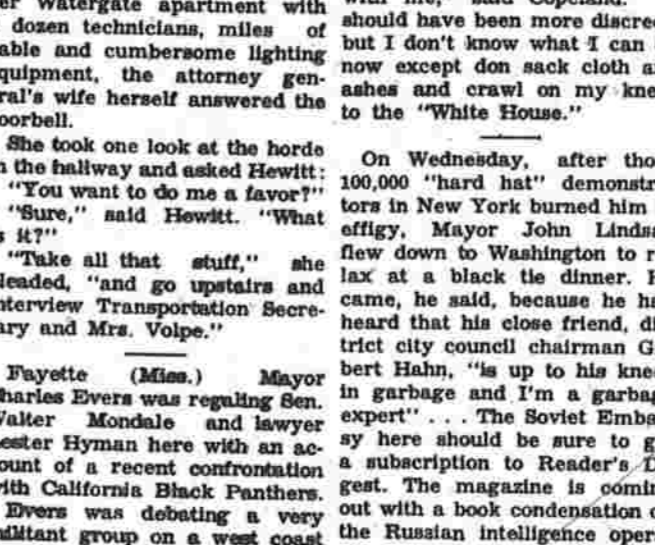 er Watergate apartment with
dozen technicians, miles of
able and cumbersome lighting
quipment, the attorney gen-
ral's wife herself answered the
oorbell.
She took one look at the horde
n the hallway and asked Hewitt:
"You want to do me a favor?"
"Sure," said Hewitt. "What
s it?"
"Take all that stuff," she
leaded, "and go upstairs and
nterview Transportation Secre-
ary and Mrs. Volpe."
Fayette (Miss.) Mayor
harles Evers was regaling Sen.
Walter Mondale and lawyer
ester Hyman here with an ac-
ount of a recent confrontation
ith California Black Panthers.
Evers was debating a very
militant group on a west coast
with me," said Copeland.
should have been more discree
but I don't know what I can
now except don sack cloth a
ashes and crawl on my kne
to the "White House."
On Wednesday, after tho
100,000 "hard hat" demonstr
tors in New York burned him
effigy, Mayor John Linds
flew down to Washington to r
lax at a black tie dinner. H
came, he said, because he ha
heard that his close friend, di
trict city council chairman G
bert Hahn, "is up to his kne
in garbage and I'm a garbag
expert" . . . The Soviet Emba
sy here should be sure to g
a subscription to Reader's D
gest. The magazine is comin
out with a book condensation o
the Russian intelligence oper